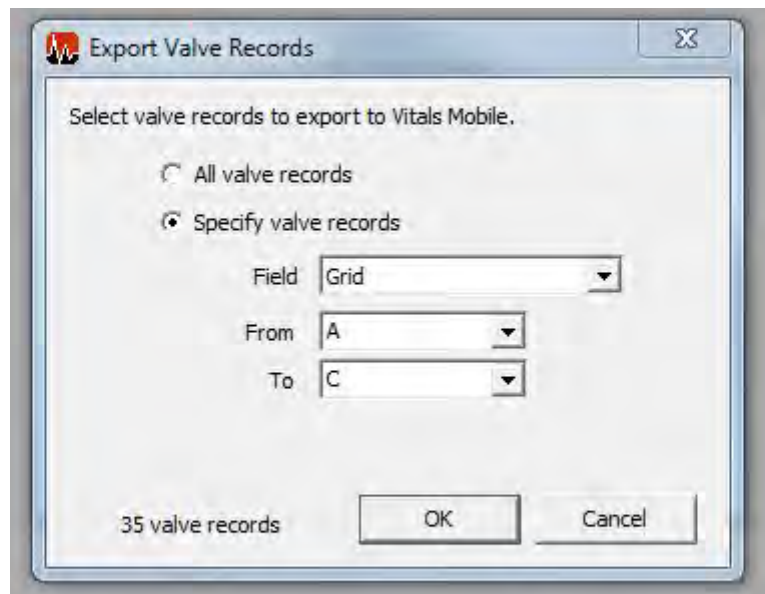 Export Valve Records
Select valve records to export to Vitals Mobile.
All valve records
Specify valve records
Field Grid
From A
To C
35 valve records OK Cancel